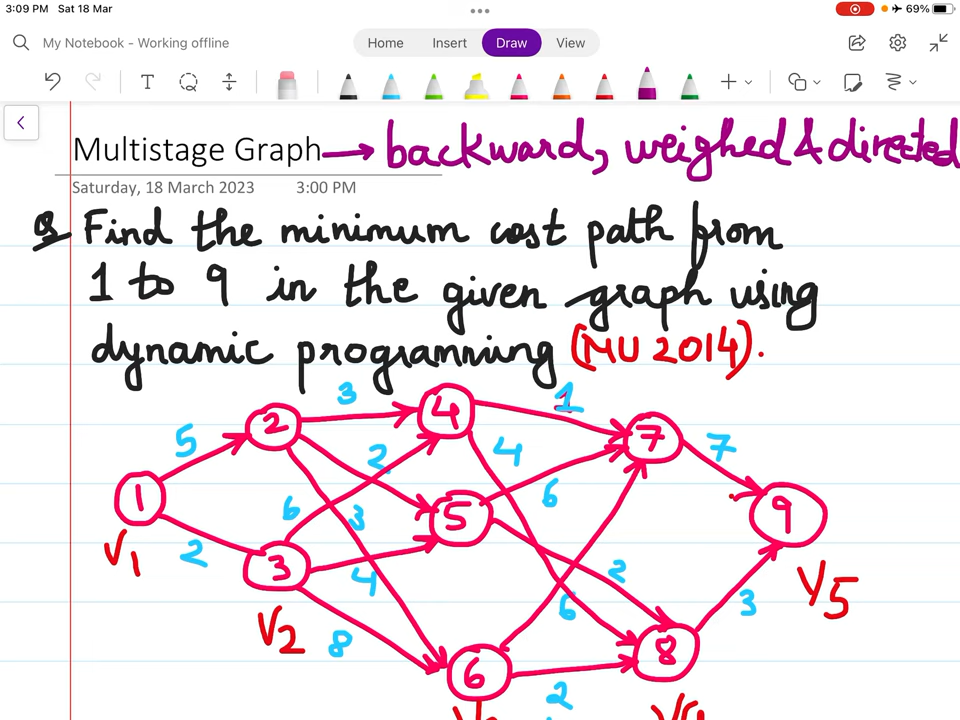 3:09 PM Sat 18 Mar
69%
My Notebook - Working offline
Home Insert Draw View
Multistage Graph → backward, weighed & directed
Saturday, 18 March 2023 3:00 PM
Q Find the minimum cost path from
1 to 9 in the given graph using
dynamic programming (MU 2014).
3 1
2 4 7
5 2 4 7
1 6 3 5 6 9
V1 2 3 4 2 V5
V2 8 6 3
6 2 8